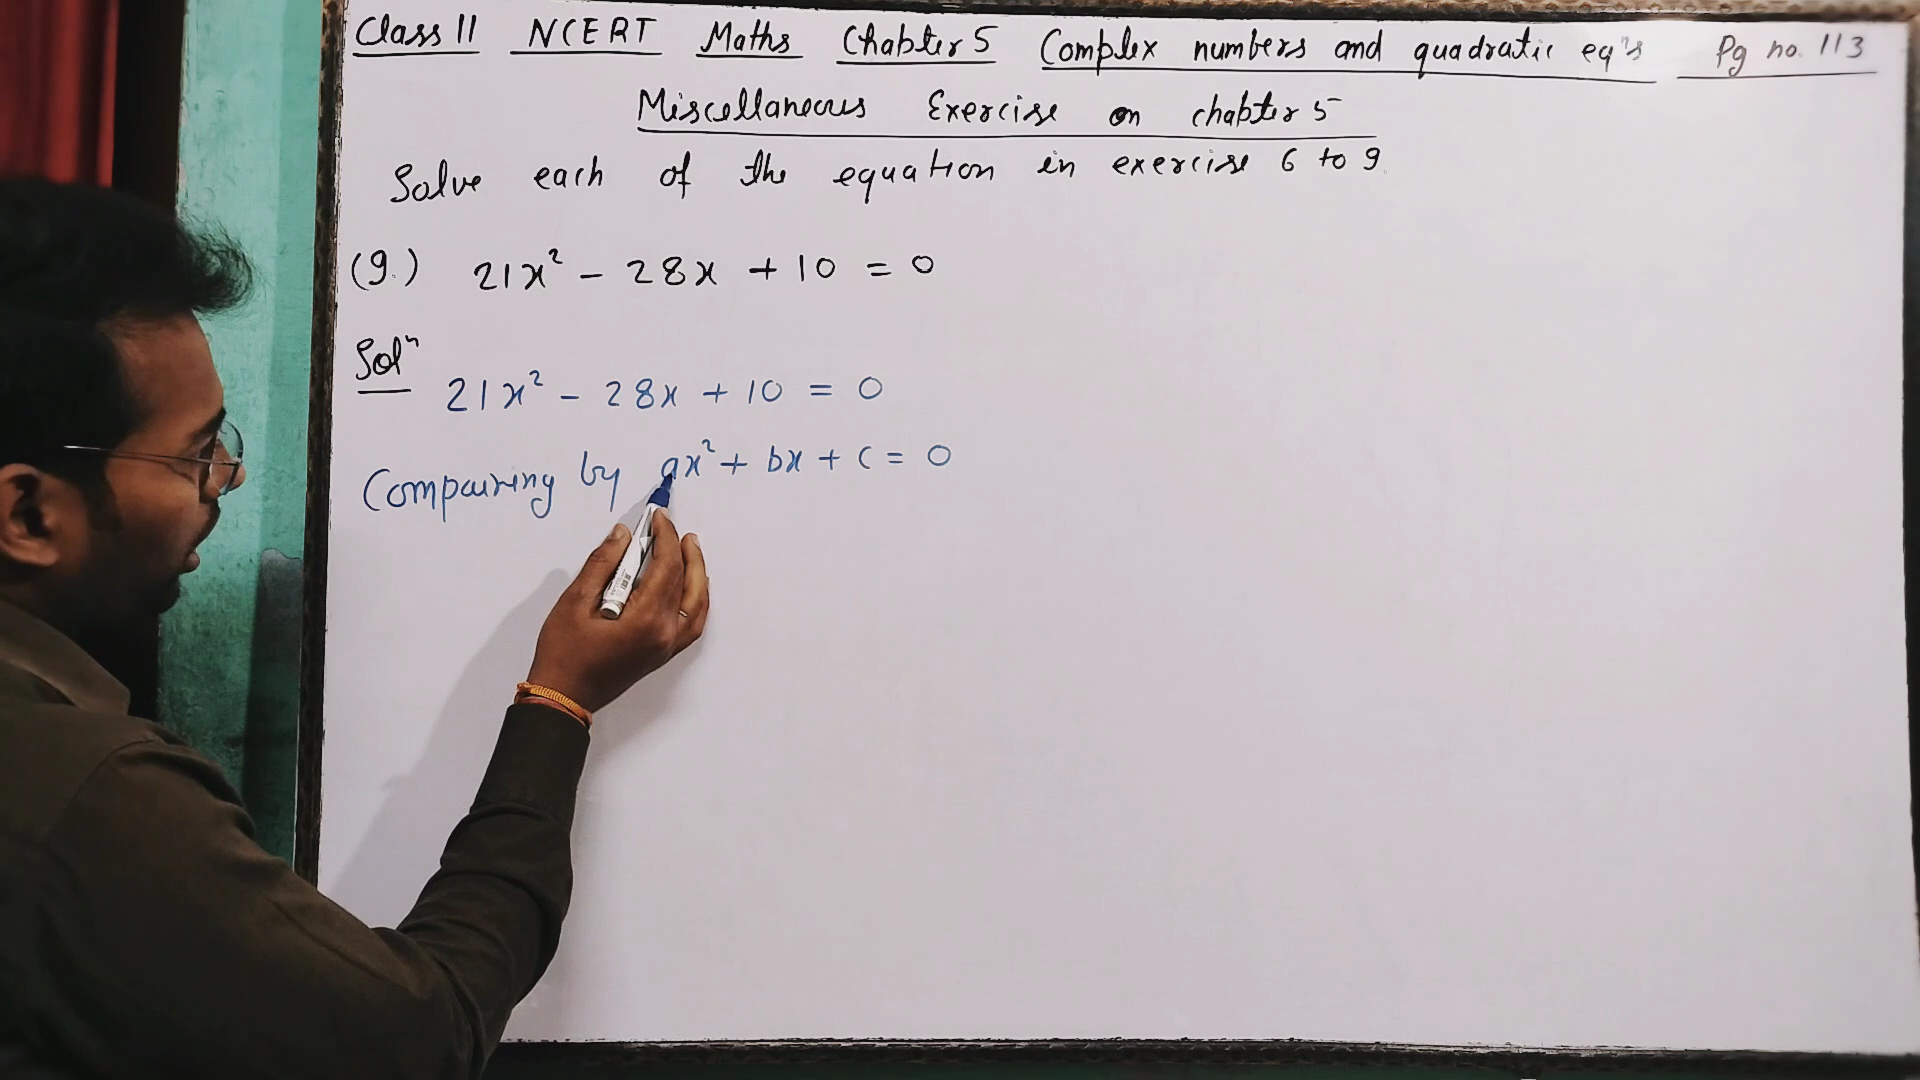 Class 11 NCERT Maths Chapter 5 Complex numbers and quadratic eqⁿs Pg no. 113
Miscellaneous Exercise on chapter 5
Solve each of the equation in exercise 6 to 9
(9.) 21x² - 28x + 10 = 0
Solⁿ
21x² - 28x + 10 = 0
Comparing by ax² + bx + c = 0